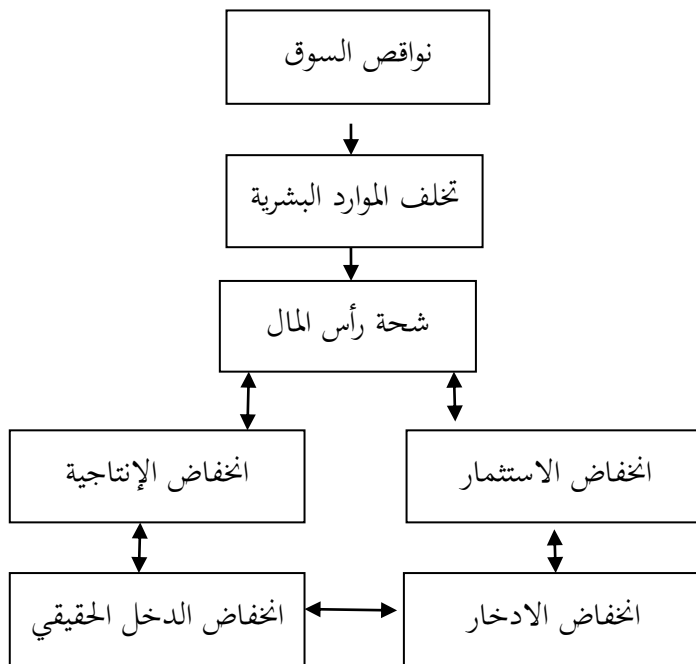 نواقص السوق
تخلف الموارد البشرية
شحة رأس المال
انخفاض الاستثمار
انخفاض الإنتاجية
انخفاض الادخار
انخفاض الدخل الحقيقي